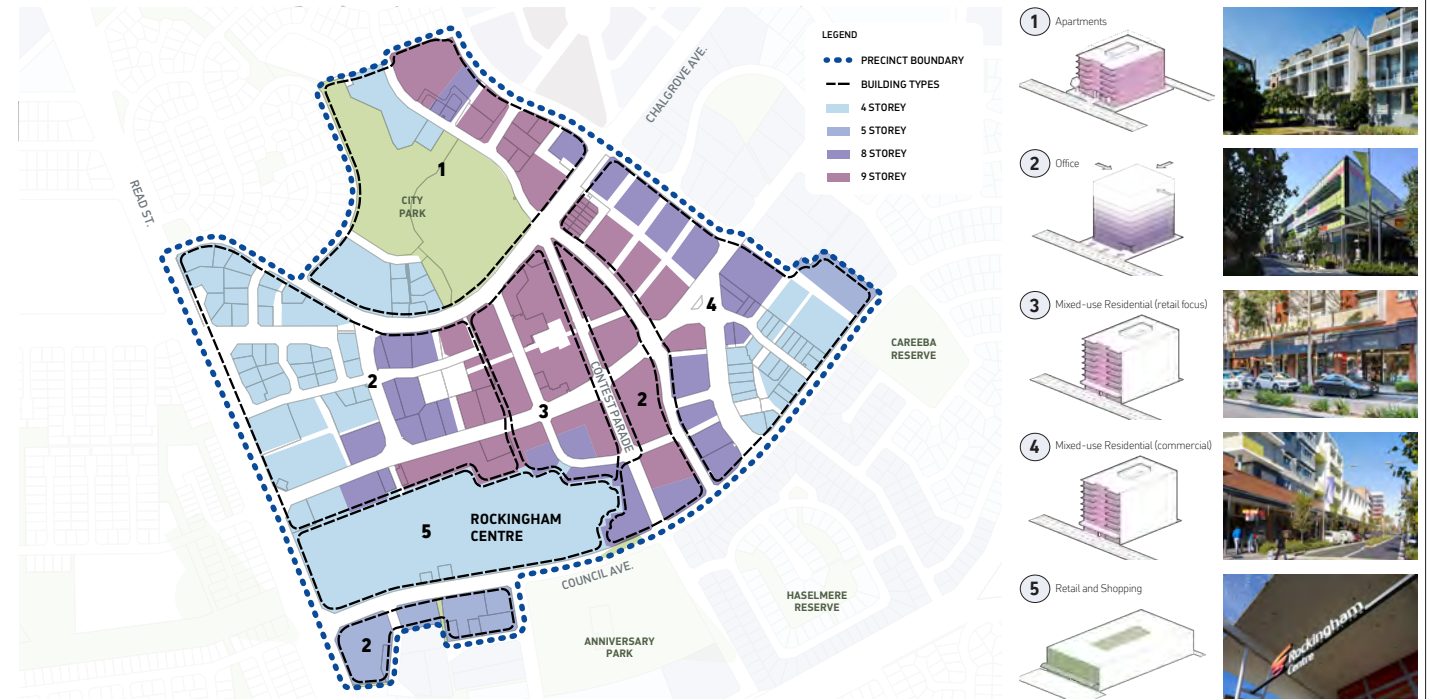 LEGEND
PRECINCT BOUNDARY
BUILDING TYPES
4 STOREY
5 STOREY
8 STOREY
9 STOREY
CHALGROVE AVE.
READ ST.
1
CITY
PARK
4
CAREEBA
RESERVE
2
CONTEST PARADE
2
3
5
ROCKINGHAM
CENTRE
COUNCIL AVE.
HASELMERE
RESERVE
ANNIVERSARY
PARK
2
1 Apartments
2 Office
3 Mixed-use Residential (retail focus)
4 Mixed-use Residential (commercial)
5 Retail and Shopping
Rockingham
Centre